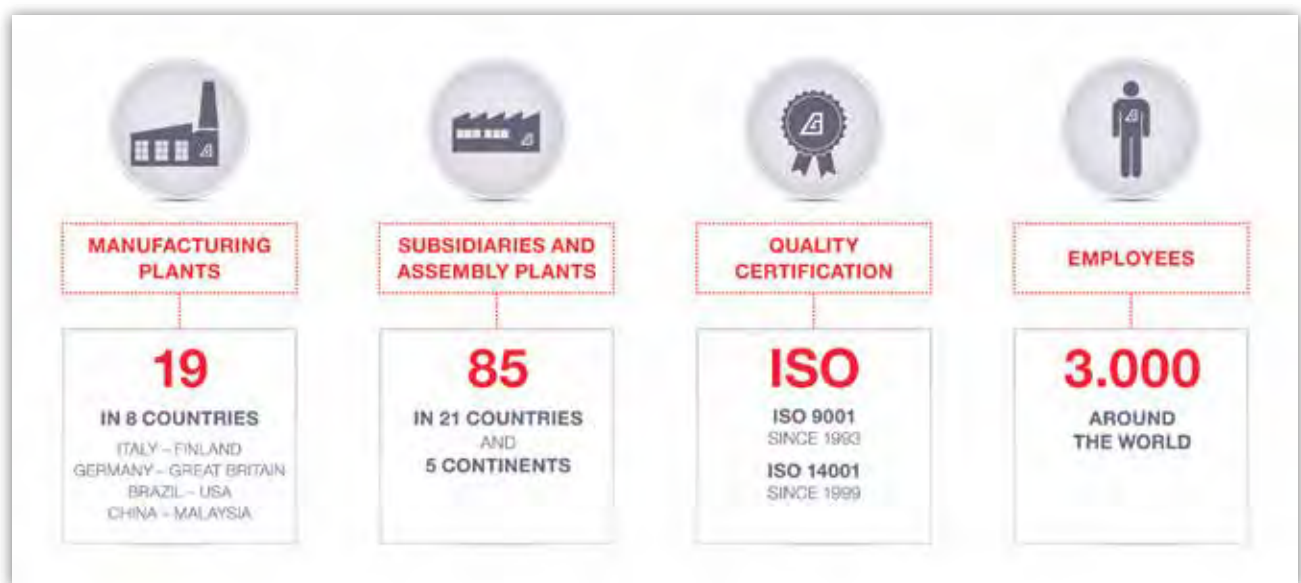 MANUFACTURING
PLANTS
19
IN 8 COUNTRIES
ITALY – FINLAND
GERMANY – GREAT BRITAIN
BRAZIL – USA
CHINA – MALAYSIA
SUBSIDIARIES AND
ASSEMBLY PLANTS
85
IN 21 COUNTRIES
AND
5 CONTINENTS
QUALITY
CERTIFICATION
ISO
ISO 9001
SINCE 1993
ISO 14001
SINCE 1999
EMPLOYEES
3.000
AROUND
THE WORLD